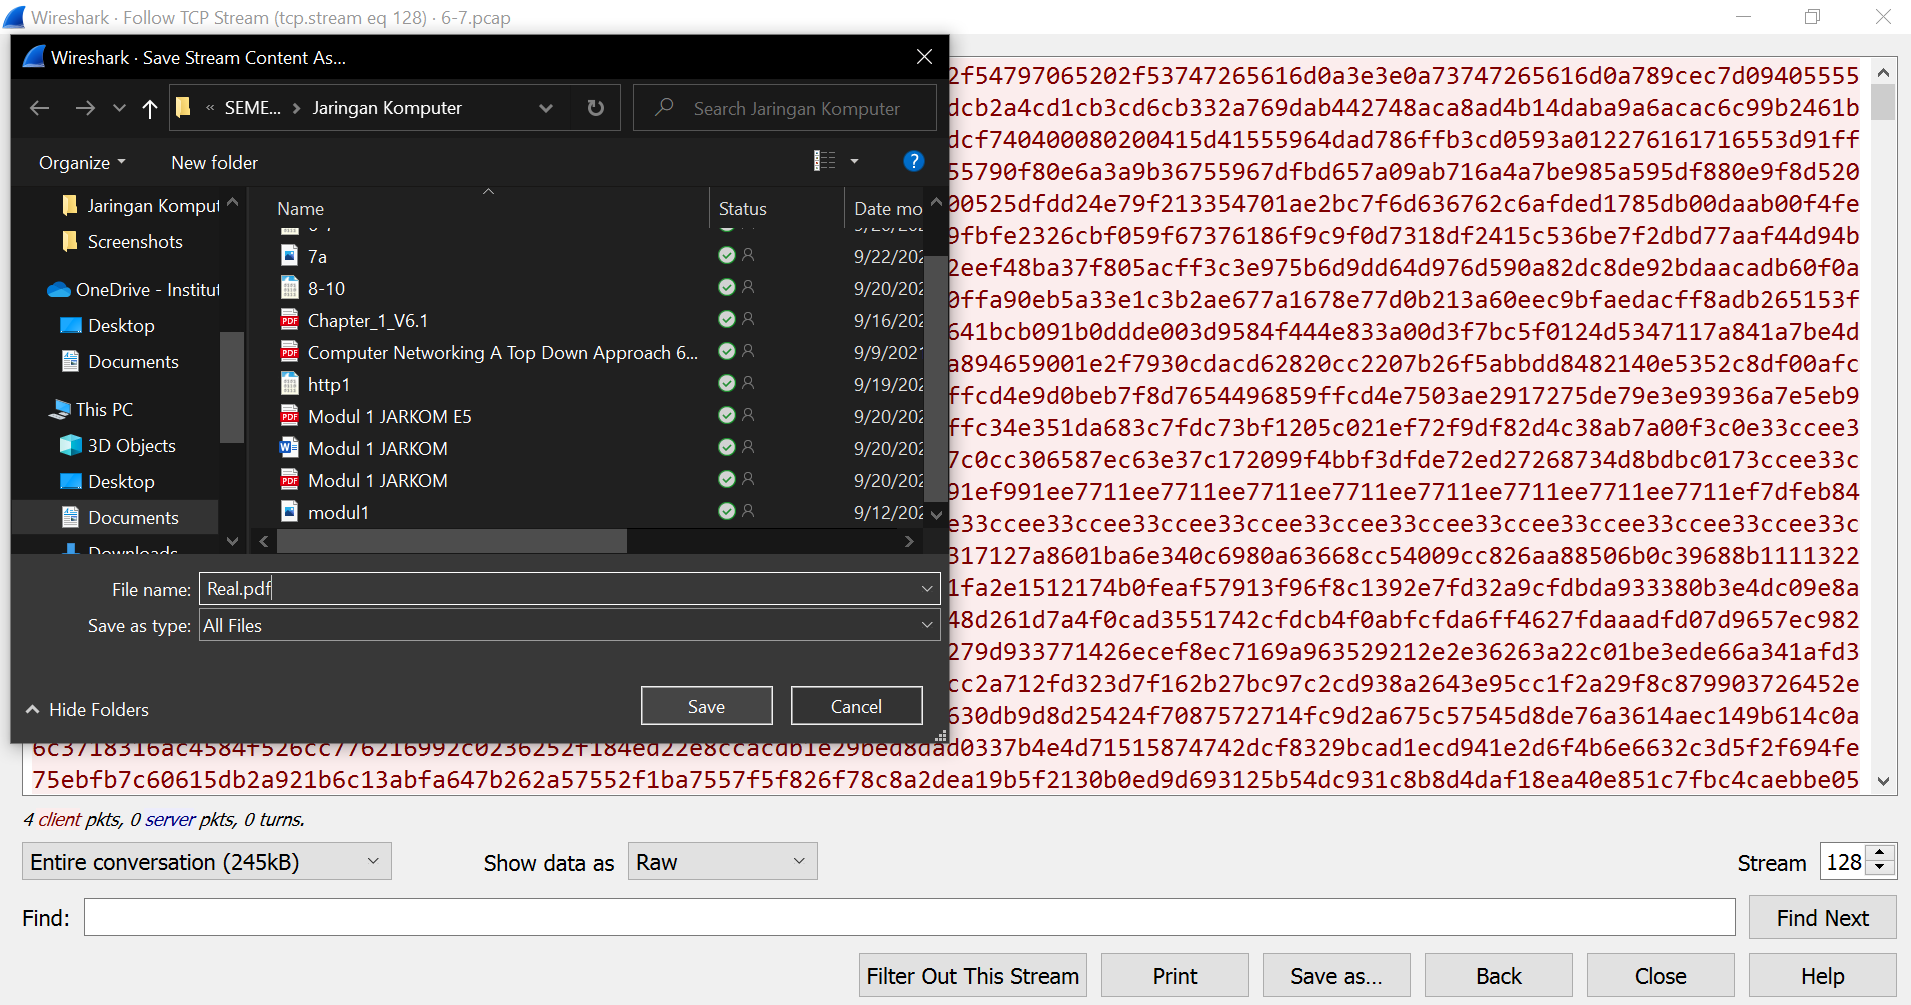 Wireshark · Follow TCP Stream (tcp.stream eq 128) · 6-7.pcap
Wireshark · Save Stream Content As...
« SEME... > Jaringan Komputer
Search Jaringan Komputer
Organize
New folder
?
Jaringan Komput
Screenshots
OneDrive - Institut
Desktop
Documents
This PC
3D Objects
Desktop
Documents
Downloads
Name Status Date mo
7a 9/22/202
8-10 9/20/202
Chapter_1_V6.1 9/16/202
Computer Networking A Top Down Approach 6... 9/9/2021
http1 9/19/202
Modul 1 JARKOM E5 9/20/202
Modul 1 JARKOM 9/20/202
Modul 1 JARKOM 9/20/202
modul1 9/12/202
File name: Real.pdf
Save as type: All Files
Hide Folders
Save
Cancel
2f54797065202f53747265616d0a3e3e0a73747265616d0a789cec7d09405555
dcb2a4cd1cb3cd6cb332a769dab442748aca8ad4b14daba9a6acac6c99b2461b
dcf740400080200415d41555964dad786ffb3cd0593a012276161716553d91ff
55790f80e6a3a9b36755967dfbd657a09ab716a4a7be985a595df880e9f8d520
00525dfdd24e79f213354701ae2bc7f6d636762c6afded1785db00daab00f4fe
9fbfe2326cbf059f67376186f9c9f0d7318df2415c536be7f2dbd77aaf44d94b
2eef48ba37f805acff3c3e975b6d9dd64d976d590a82dc8de92bdaacadb60f0a
0ffa90eb5a33e1c3b2ae677a1678e77d0b213a60eec9bfaedacff8adb265153f
641bcb091b0ddde003d9584f444e833a00d3f7bc5f0124d5347117a841a7be4d
a894659001e2f7930cdacd62820cc2207b26f5abbdd8482140e5352c8df00afc
ffcd4e9d0beb7f8d7654496859ffcd4e7503ae2917275de79e3e93936a7e5eb9
ffc34e351da683c7fdc73bf1205c021ef72f9df82d4c38ab7a00f3c0e33ccee3
7c0cc306587ec63e37c172099f4bbf3dfde72ed27268734d8bdbc0173ccee33c
91ef991ee7711ee7711ee7711ee7711ee7711ee7711ee7711ee7711ef7dfeb84
e33ccee33ccee33ccee33ccee33ccee33ccee33ccee33ccee33ccee33ccee33c
317127a8601ba6e340c6980a63668cc54009cc826aa88506b0c39688b1111322
1fa2e1512174b0feaf57913f96f8c1392e7fd32a9cfdbda933380b3e4dc09e8a
48d261d7a4f0cad3551742cfdcb4f0abfcfda6ff4627fdaaadfd07d9657ec982
279d933771426ecef8ec7169a963529212e2e36263a22c01be3ede66a341afd3
cc2a712fd323d7f162b27bc97c2cd938a2643e95cc1f2a29f8c879903726452e
630db9d8d25424f7087572714fc9d2a675c57545d8de76a3614aec149b614c0a
6c3718316ac4584f526cc776216992c0236252f184ed22e8ccacdb1e29bed8dad0337b4e4d71515874742dcf8329bcad1ecd941e2d6f4b6e6632c3d5f2f694fe
75ebfb7c60615db2a921b6c13abfa647b262a57552f1ba7557f5f826f78c8a2dea19b5f2130b0ed9d693125b54dc931c8b8d4daf18ea40e851c7fbc4caebbe05
4 client pkts, 0 server pkts, 0 turns.
Entire conversation (245kB)
Show data as Raw
Stream 128
Find:
Find Next
Filter Out This Stream
Print
Save as...
Back
Close
Help